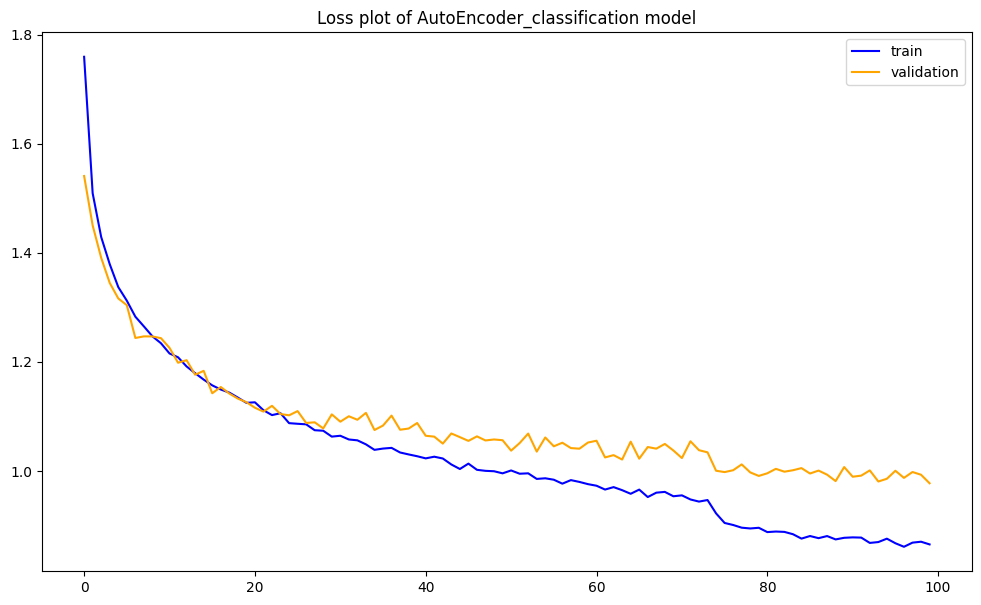 Loss plot of AutoEncoder_classification model
train
validation
1.8
1.6
1.4
1.2
1.0
0 20 40 60 80 100